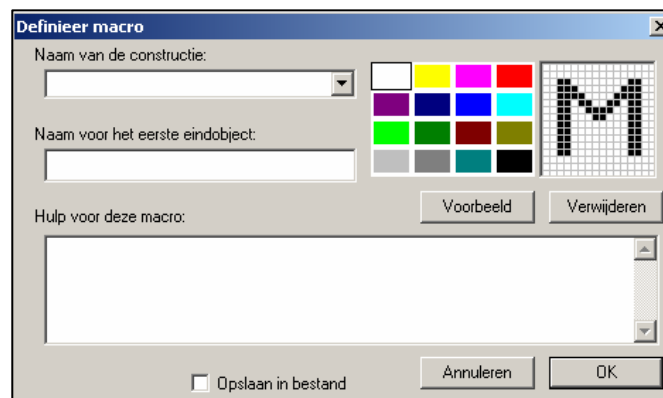 Definieer macro
Naam van de constructie:
Naam voor het eerste eindobject:
Voorbeeld
Verwijderen
Hulp voor deze macro:
Opslaan in bestand
Annuleren
OK